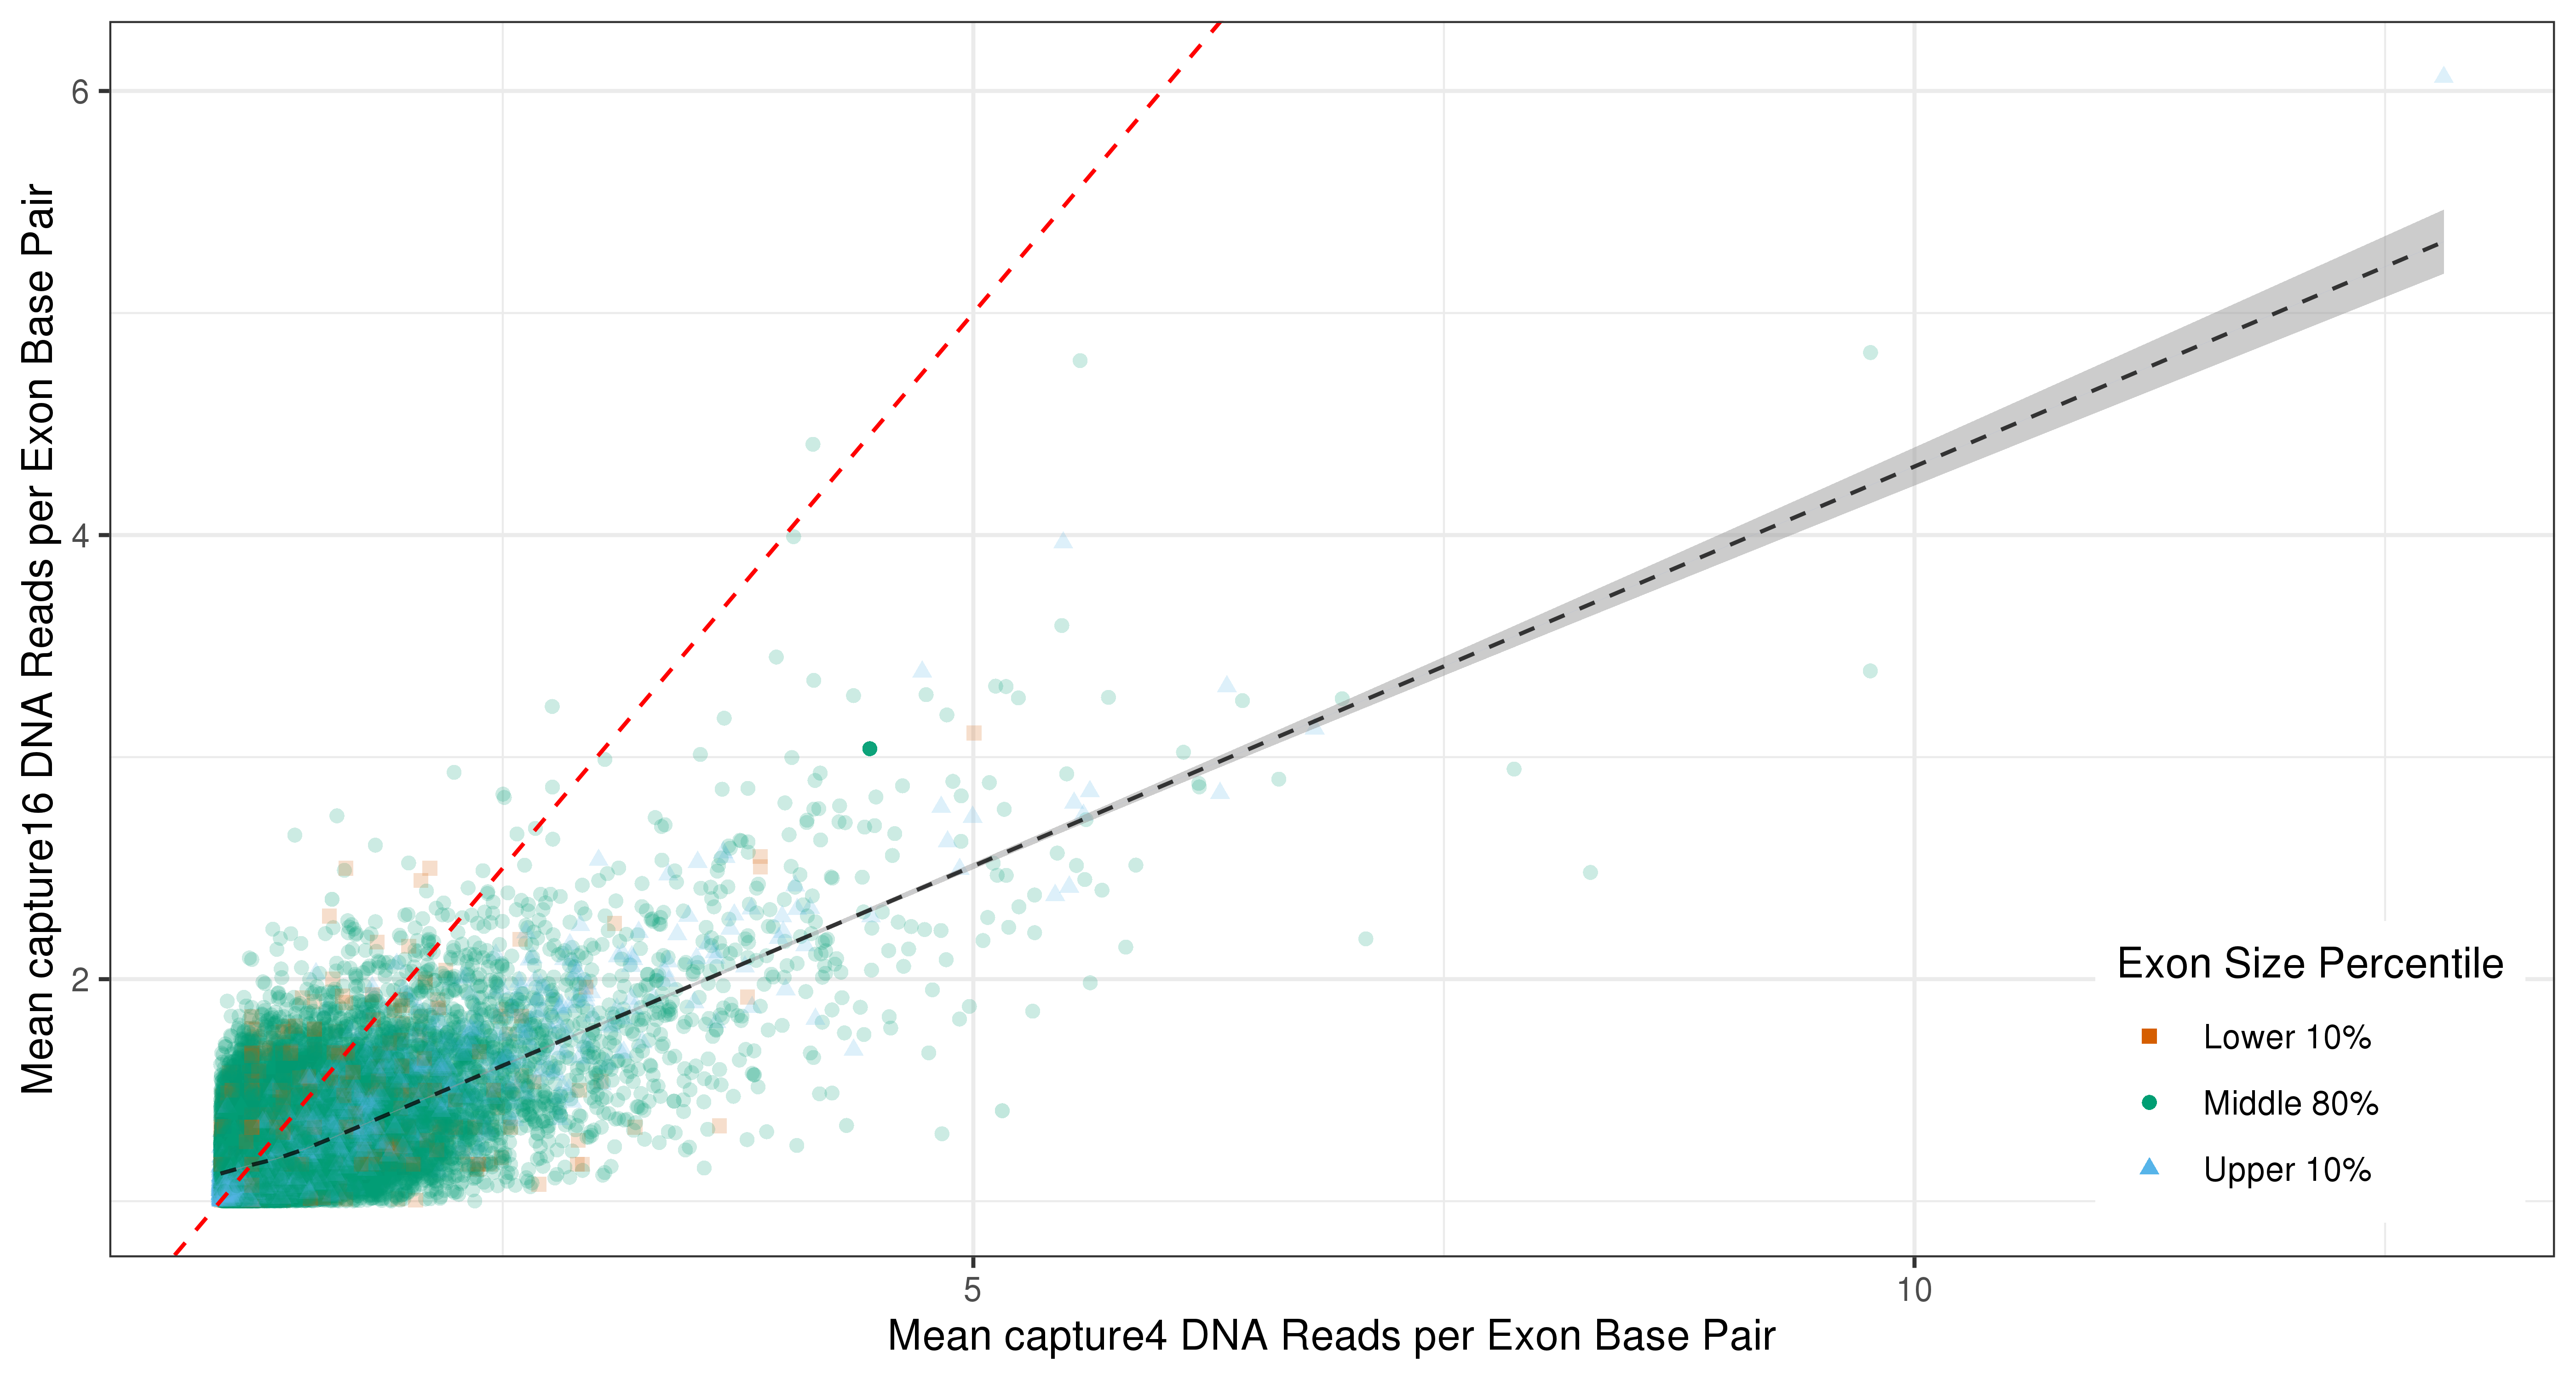 Mean capture16 DNA Reads per Exon Base Pair
6
4
2
5
10
Mean capture4 DNA Reads per Exon Base Pair
Exon Size Percentile
Lower 10%
Middle 80%
Upper 10%